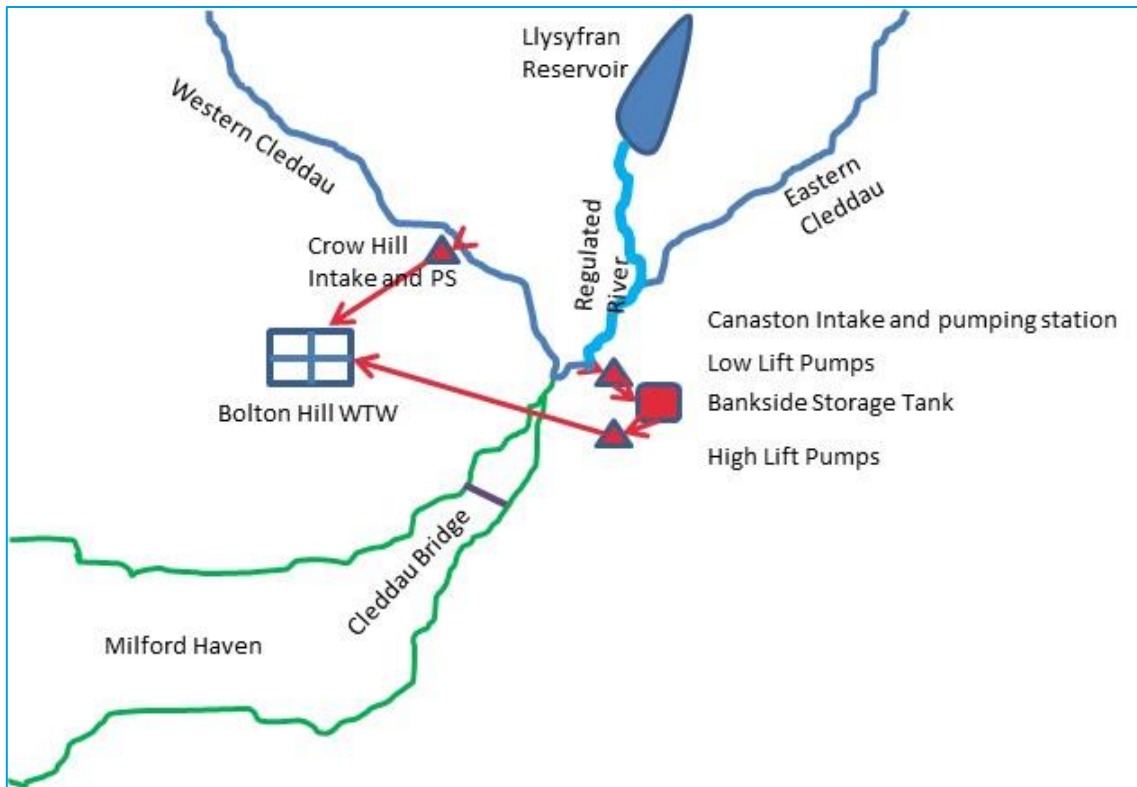 Llysyfran
Reservoir
Western Cleddau
Eastern
Cleddau
Regulated
River
Crow Hill
Intake and PS
Canaston Intake and pumping station
Low Lift Pumps
Bankside Storage Tank
High Lift Pumps
Bolton Hill WTW
Cleddau Bridge
Milford Haven